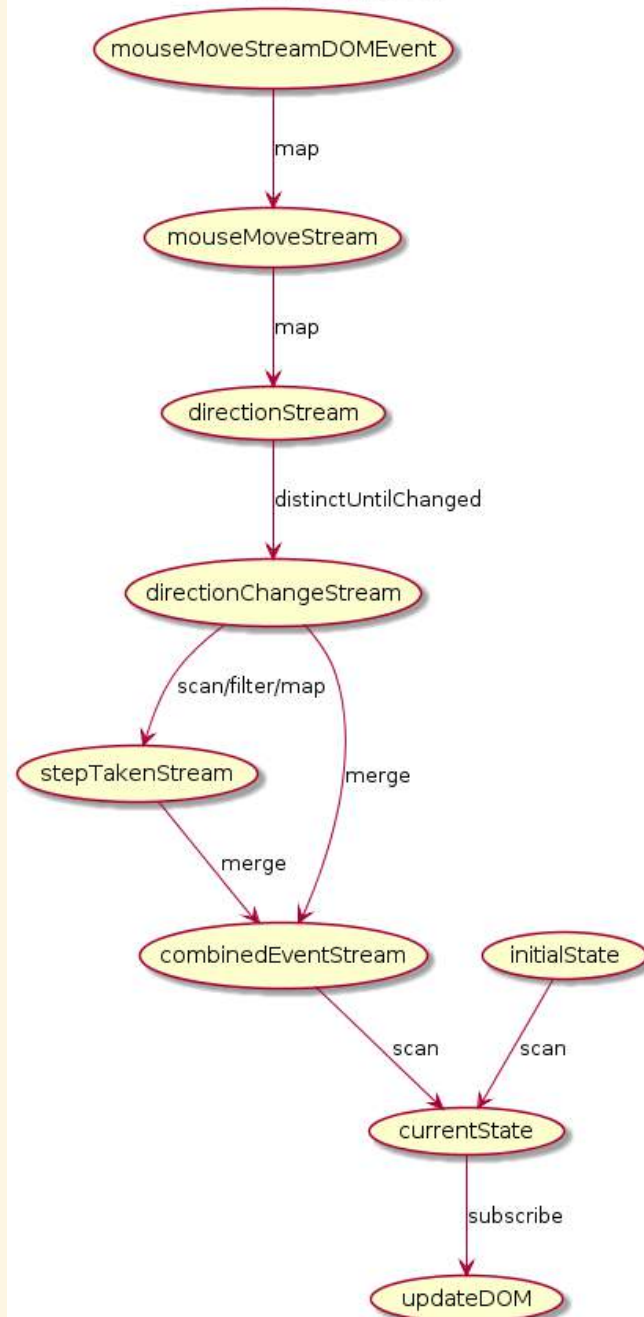 mouseMoveStreamDOMEvent
map
mouseMoveStream
map
directionStream
distinctUntilChanged
directionChangeStream
scan/filter/map
stepTakenStream
merge
merge
combinedEventStream
initialState
scan
scan
currentState
subscribe
updateDOM